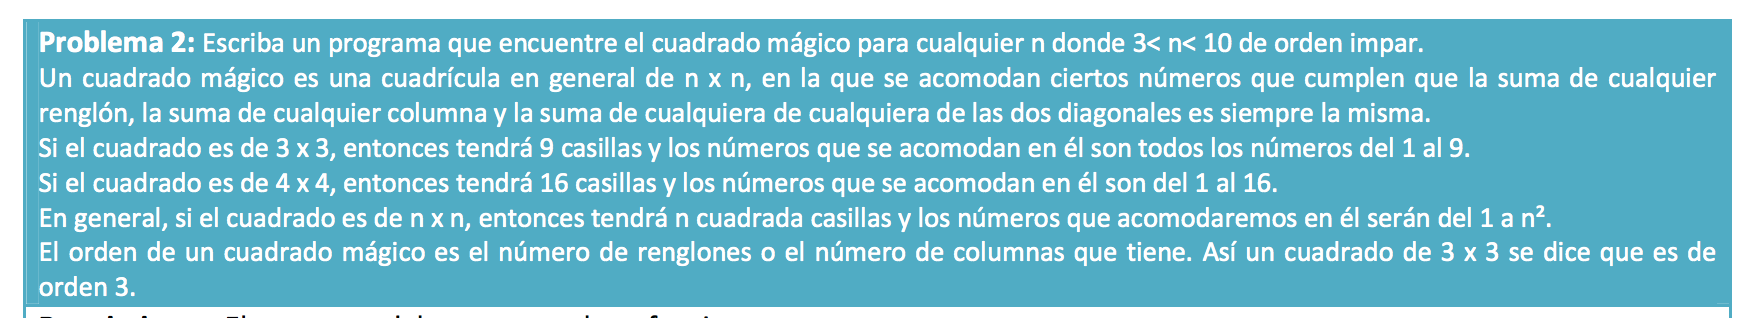 Problema 2: Escriba un programa que encuentre el cuadrado mágico para cualquier n donde 3< n< 10 de orden impar.
Un cuadrado mágico es una cuadrícula en general de n x n, en la que se acomodan ciertos números que cumplen que la suma de cualquier
renglón, la suma de cualquier columna y la suma de cualquiera de cualquiera de las dos diagonales es siempre la misma.
Si el cuadrado es de 3 x 3, entonces tendrá 9 casillas y los números que se acomodan en él son todos los números del 1 al 9.
Si el cuadrado es de 4 x 4, entonces tendrá 16 casillas y los números que se acomodan en él son del 1 al 16.
En general, si el cuadrado es de n x n, entonces tendrá n cuadrada casillas y los números que acomodaremos en él serán del 1 a n².
El orden de un cuadrado mágico es el número de renglones o el número de columnas que tiene. Así un cuadrado de 3 x 3 se dice que es de
orden 3.